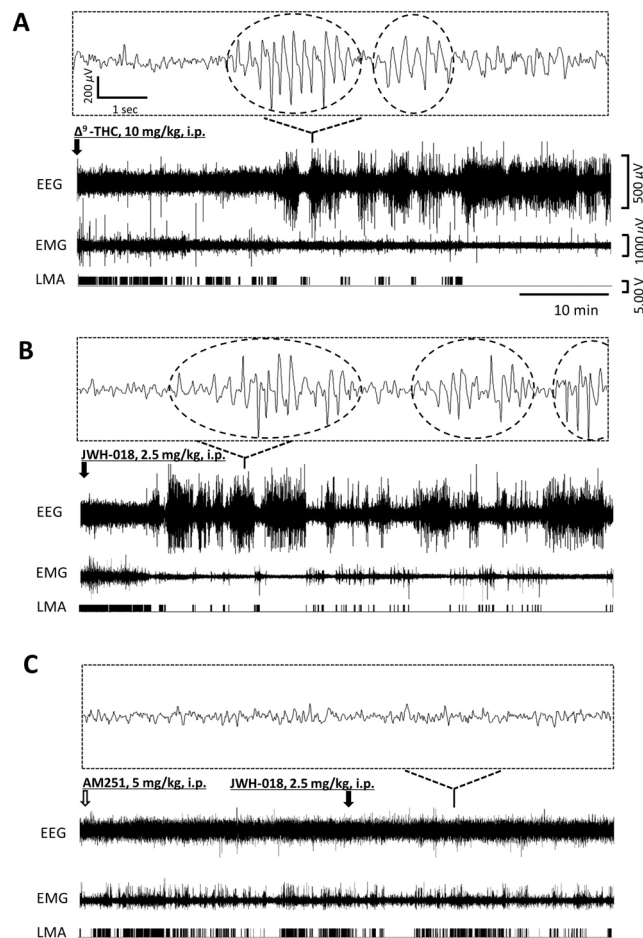 A
200 µV
1 sec
Δ⁹-THC, 10 mg/kg, i.p.
EEG
500 µV
EMG
1000 µV
LMA
5.00 V
10 min
B
JWH-018, 2.5 mg/kg, i.p.
EEG
EMG
LMA
C
AM251, 5 mg/kg, i.p.
JWH-018, 2.5 mg/kg, i.p.
EEG
EMG
LMA